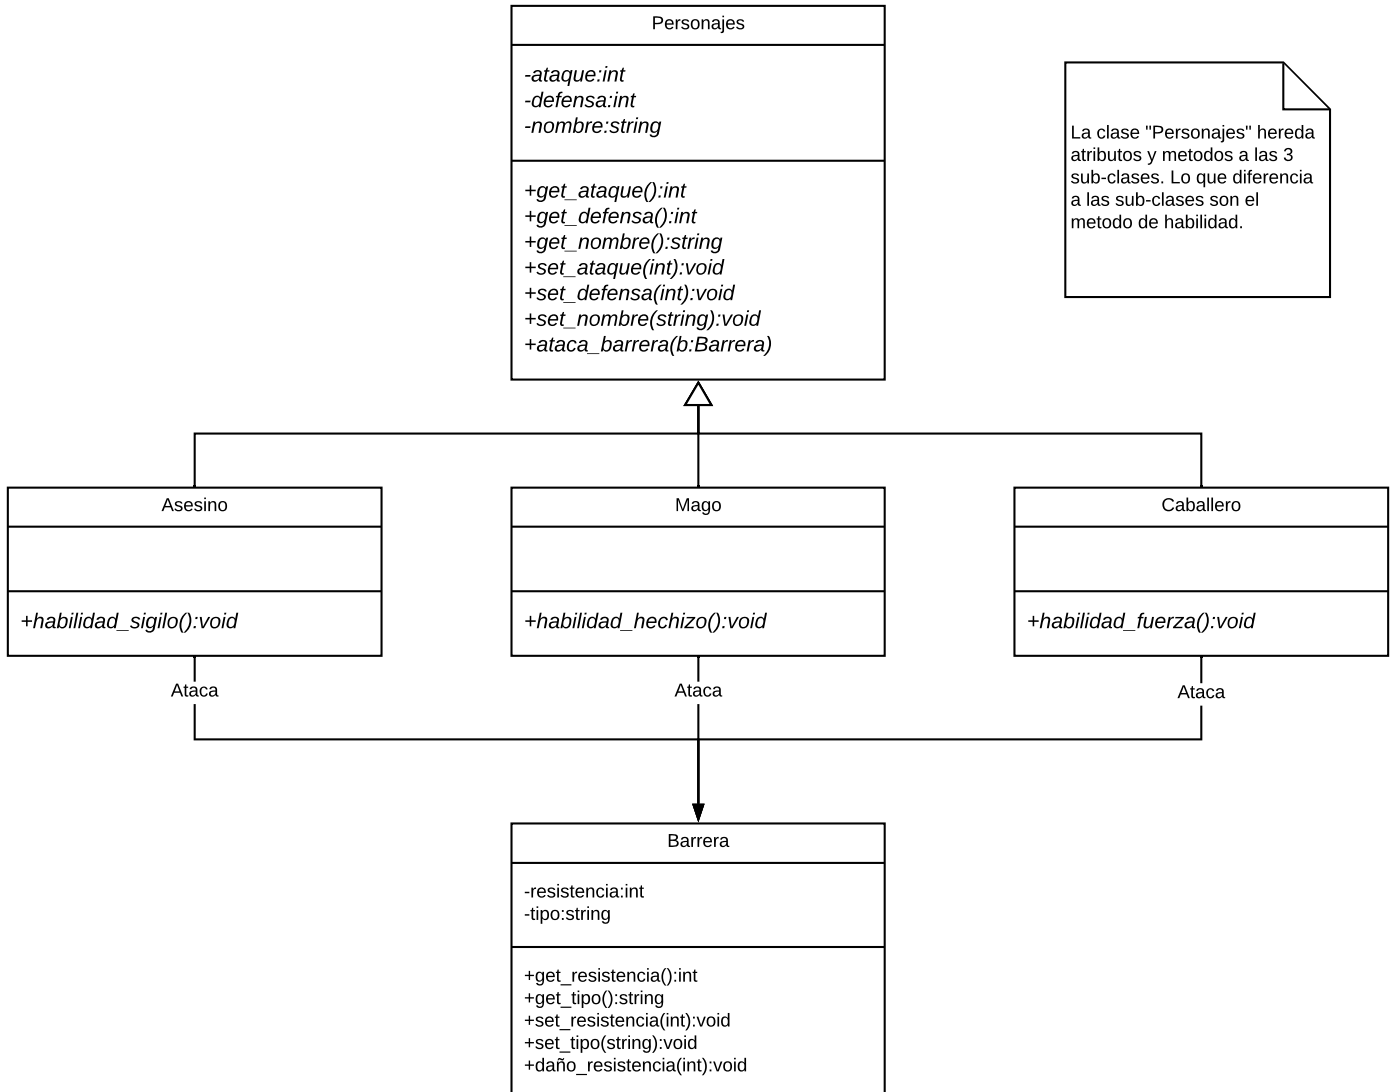 Personajes
-ataque:int
-defensa:int
-nombre:string
+get_ataque():int
+get_defensa():int
+get_nombre():string
+set_ataque(int):void
+set_defensa(int):void
+set_nombre(string):void
+ataca_barrera(b:Barrera)
La clase "Personajes" hereda
atributos y metodos a las 3
sub-clases. Lo que diferencia
a las sub-clases son el
metodo de habilidad.
Asesino
+habilidad_sigilo():void
Mago
+habilidad_hechizo():void
Caballero
+habilidad_fuerza():void
Ataca
Ataca
Ataca
Barrera
-resistencia:int
-tipo:string
+get_resistencia():int
+get_tipo():string
+set_resistencia(int):void
+set_tipo(string):void
+daño_resistencia(int):void